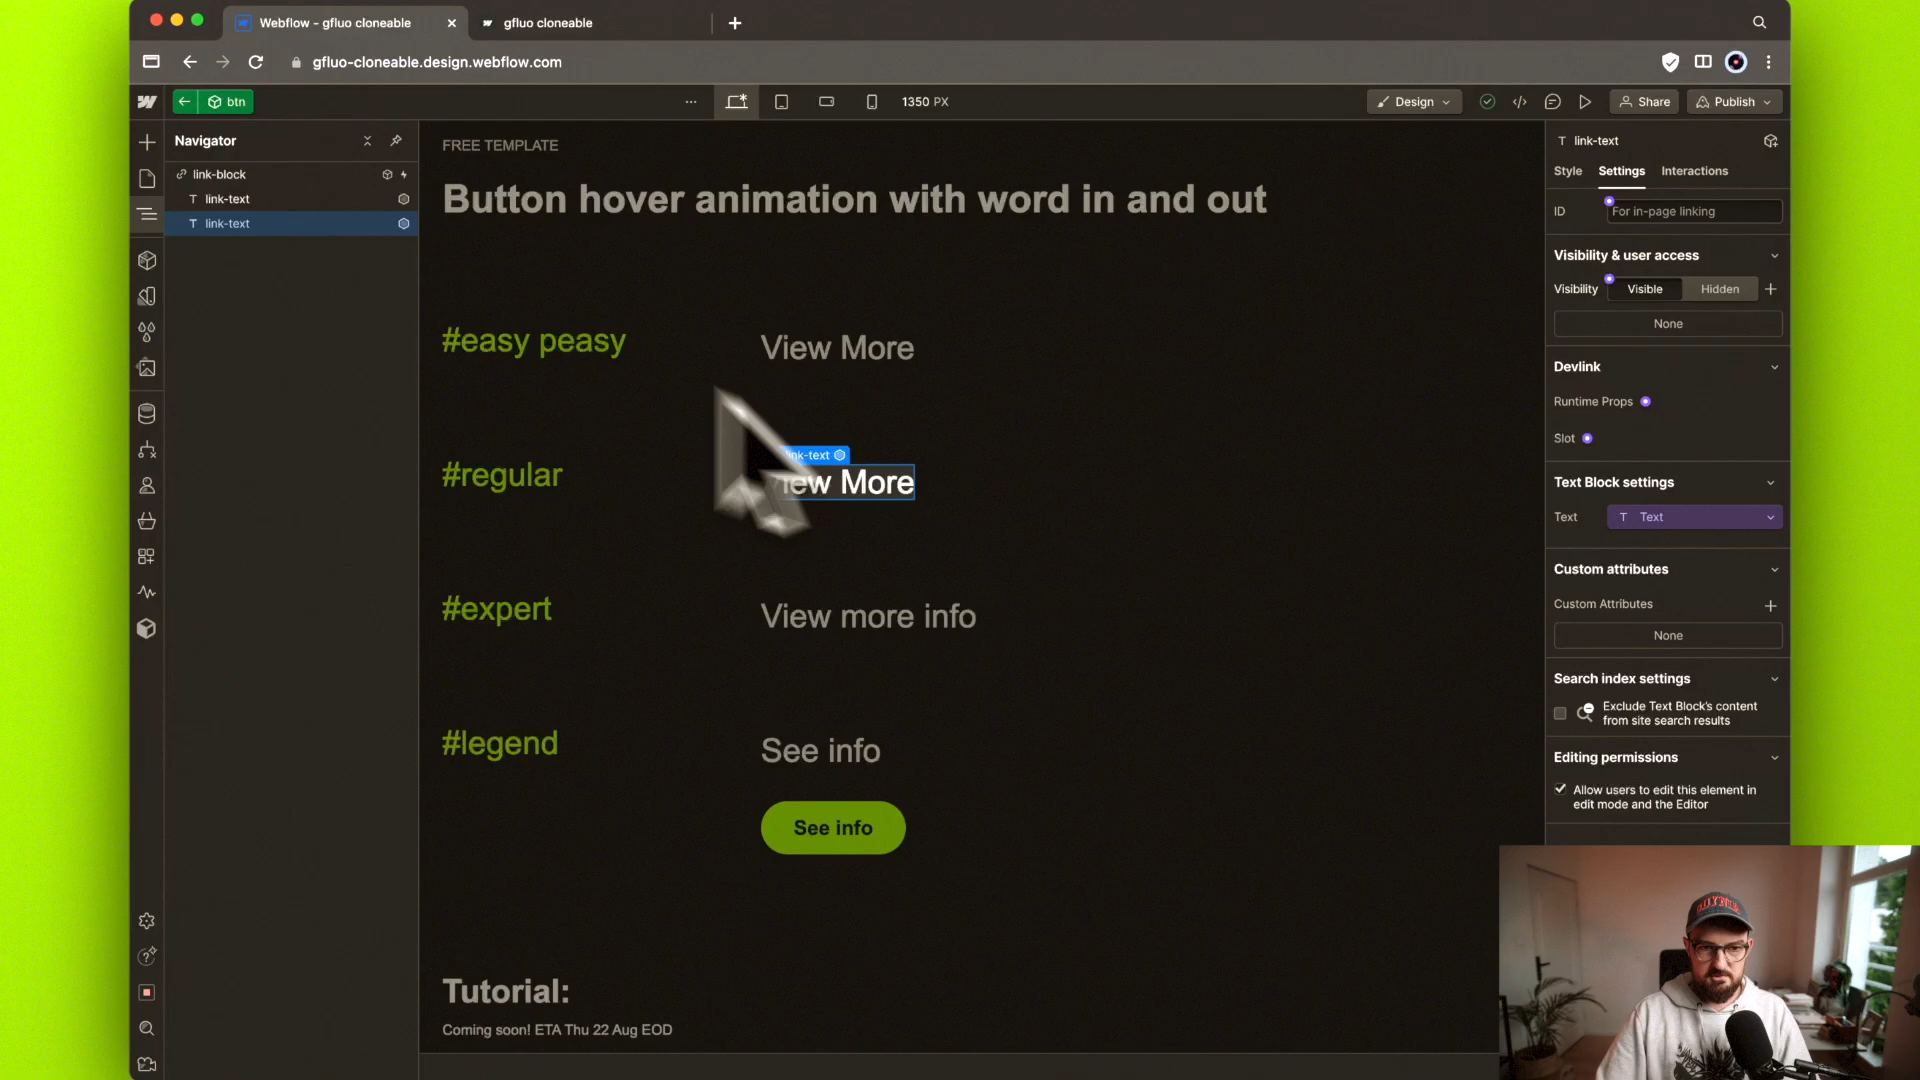 Webflow - gfluo cloneable
gfluo cloneable
gfluo-cloneable.design.webflow.com
btn
1350 PX
Design
Share
Publish
Navigator
link-block
link-text
link-text
FREE TEMPLATE
Button hover animation with word in and out
#easy peasy
View More
#regular
link-text
View More
#expert
View more info
#legend
See info
See info
Tutorial:
Coming soon! ETA Thu 22 Aug EOD
link-text
Style
Settings
Interactions
ID
For in-page linking
Visibility & user access
Visibility
Visible
Hidden
None
Devlink
Runtime Props
Slot
Text Block settings
Text
T Text
Custom attributes
Custom Attributes
None
Search index settings
Exclude Text Block's content
from site search results
Editing permissions
Allow users to edit this element in
edit mode and the Editor